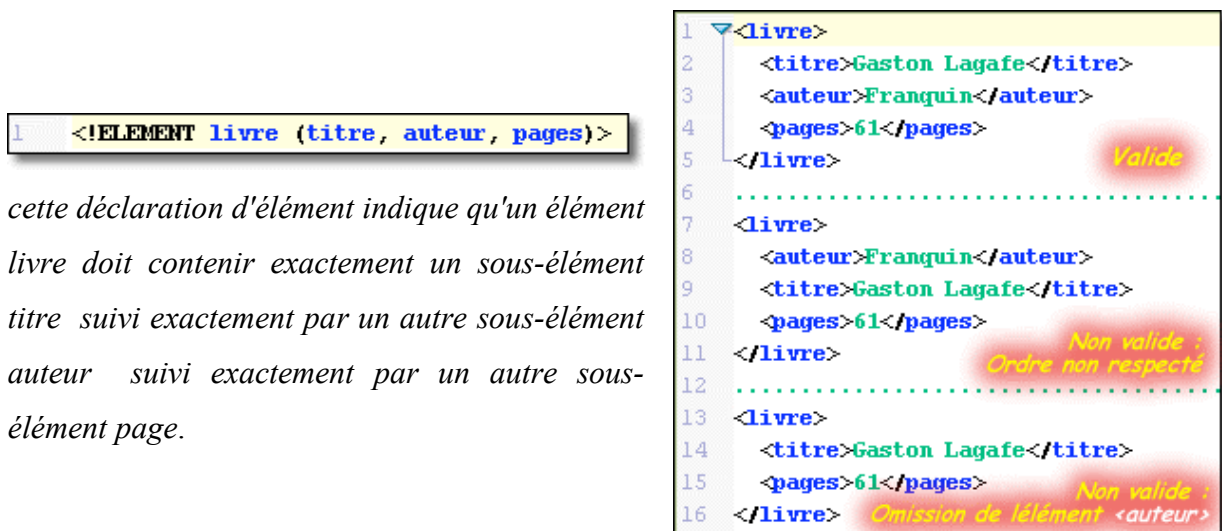 1 <!ELEMENT livre (titre, auteur, pages)>
cette déclaration d'élément indique qu'un élément
livre doit contenir exactement un sous-élément
titre suivi exactement par un autre sous-élément
auteur suivi exactement par un autre sous-
élément page.
1 <livre>
2 <titre>Gaston Lagafe</titre>
3 <auteur>Franquin</auteur>
4 <pages>61</pages>
5 </livre>
Valide
6 ....................................
7 <livre>
8 <auteur>Franquin</auteur>
9 <titre>Gaston Lagafe</titre>
10 <pages>61</pages>
11 </livre>
Non valide :
Ordre non respecté
12 ....................................
13 <livre>
14 <titre>Gaston Lagafe</titre>
15 <pages>61</pages>
16 </livre>
Non valide :
Omission de lélément <auteur>